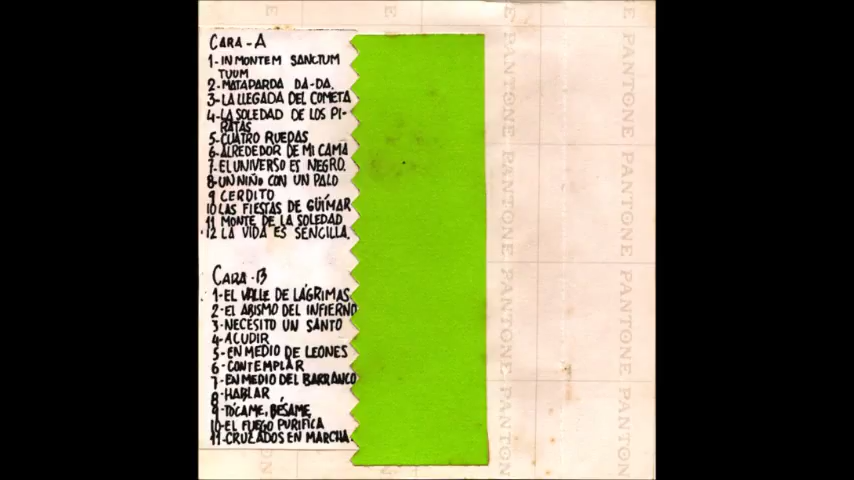 CARA - A
1- IN MONTEM SANCTUM
TUUM
2- MATAPARDA DA-DA.
3- LA LLEGADA DEL COMETA
4- LA SOLEDAD DE LOS PI-
RATAS
5- CUATRO RUEDAS
6- ALREDEDOR DE MI CAMA
7- EL UNIVERSO ES NEGRO.
8- UN NIÑO CON UN PALO
9 CERDITO
10 LAS FIESTAS DE GÜÍMAR
11 MONTE DE LA SOLEDAD
12 LA VIDA ES SENCILLA.
CARA - B
1- EL VALLE DE LÁGRIMAS
2- EL ABISMO DEL INFIERNO
3- NECESITO UN SANTO
4- ACUDIR
5- EN MEDIO DE LEONES
6- CONTEMPLAR
7- EN MEDIO DEL BARRANCO
8- HABLAR
9- TÓCAME, BÉSAME,
10- EL FUEGO PURIFICA
11- CRUZADOS EN MARCHA.
PANTONE PANTONE PANTONE PANTONE
PANTONE PANTONE PANTONE PANTONE